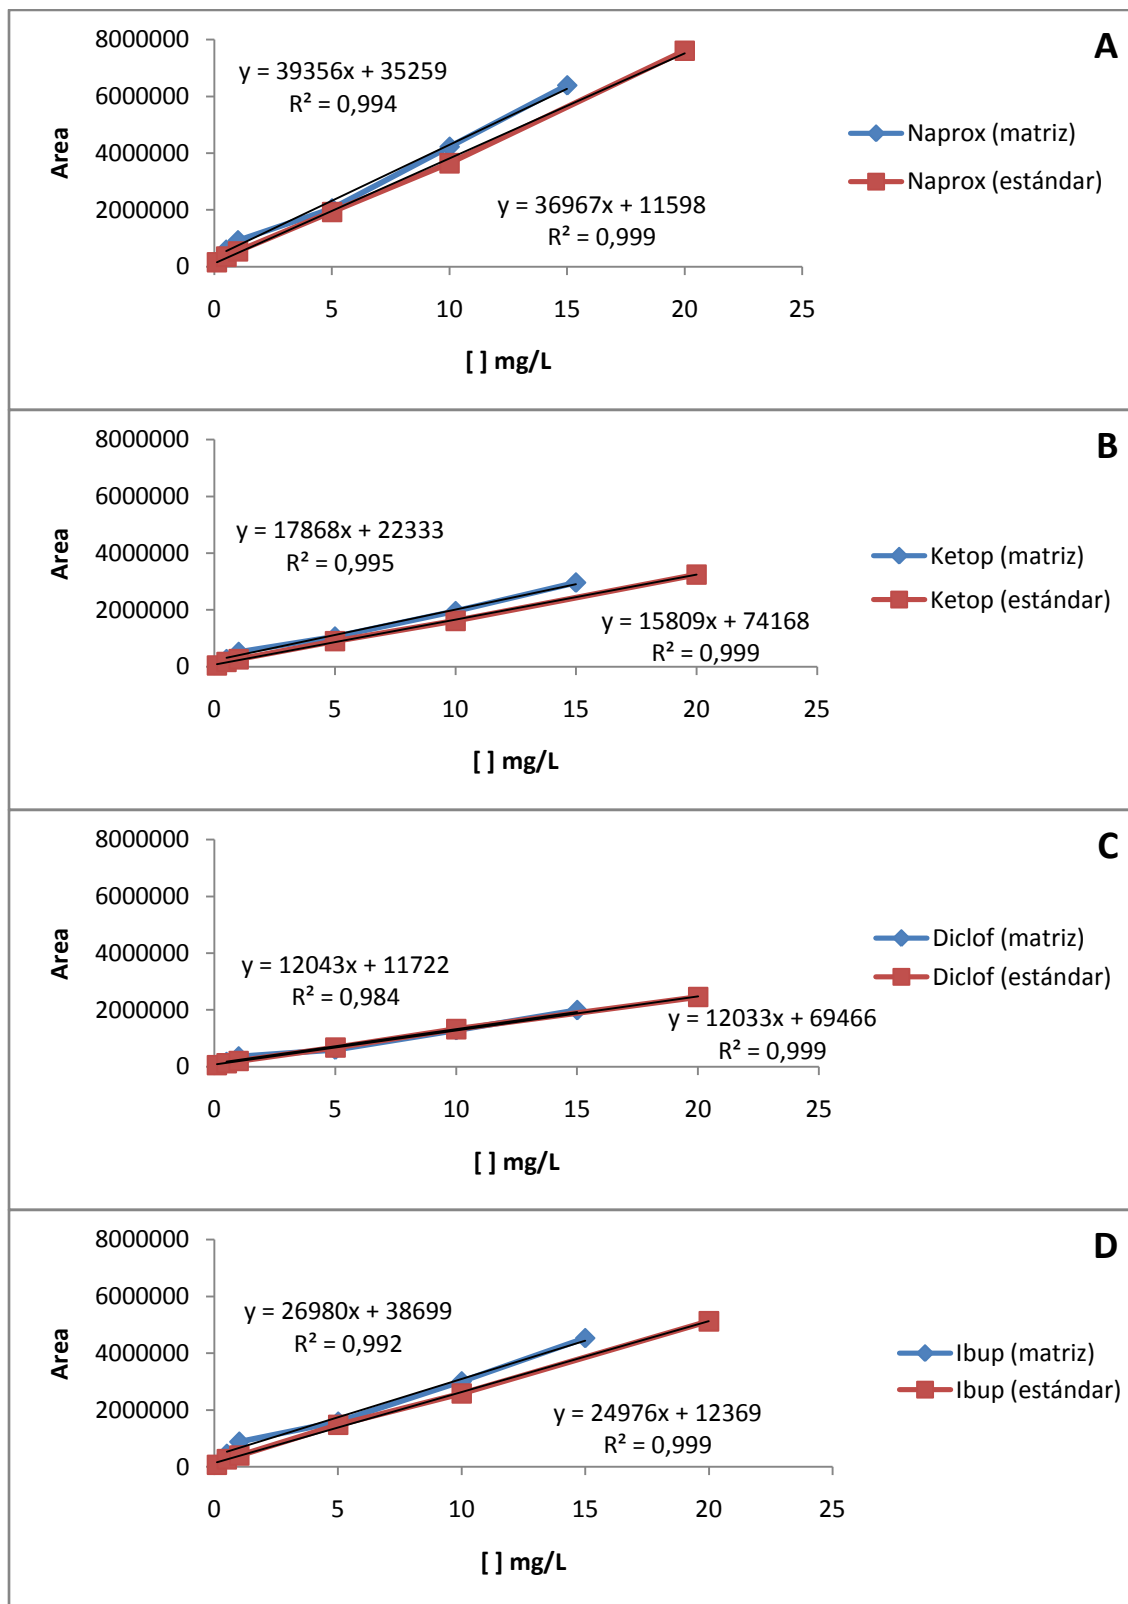 A
8000000
6000000
4000000
2000000
0
Area
y = 39356x + 35259
R² = 0,994
y = 36967x + 11598
R² = 0,999
0 5 10 15 20 25
[ ] mg/L
Naprox (matriz)
Naprox (estándar)
B
8000000
6000000
4000000
2000000
0
Area
y = 17868x + 22333
R² = 0,995
y = 15809x + 74168
R² = 0,999
0 5 10 15 20 25
[ ] mg/L
Ketop (matriz)
Ketop (estándar)
C
8000000
6000000
4000000
2000000
0
Area
y = 12043x + 11722
R² = 0,984
y = 12033x + 69466
R² = 0,999
0 5 10 15 20 25
[ ] mg/L
Diclof (matriz)
Diclof (estándar)
D
8000000
6000000
4000000
2000000
0
Area
y = 26980x + 38699
R² = 0,992
y = 24976x + 12369
R² = 0,999
0 5 10 15 20 25
[ ] mg/L
Ibup (matriz)
Ibup (estándar)